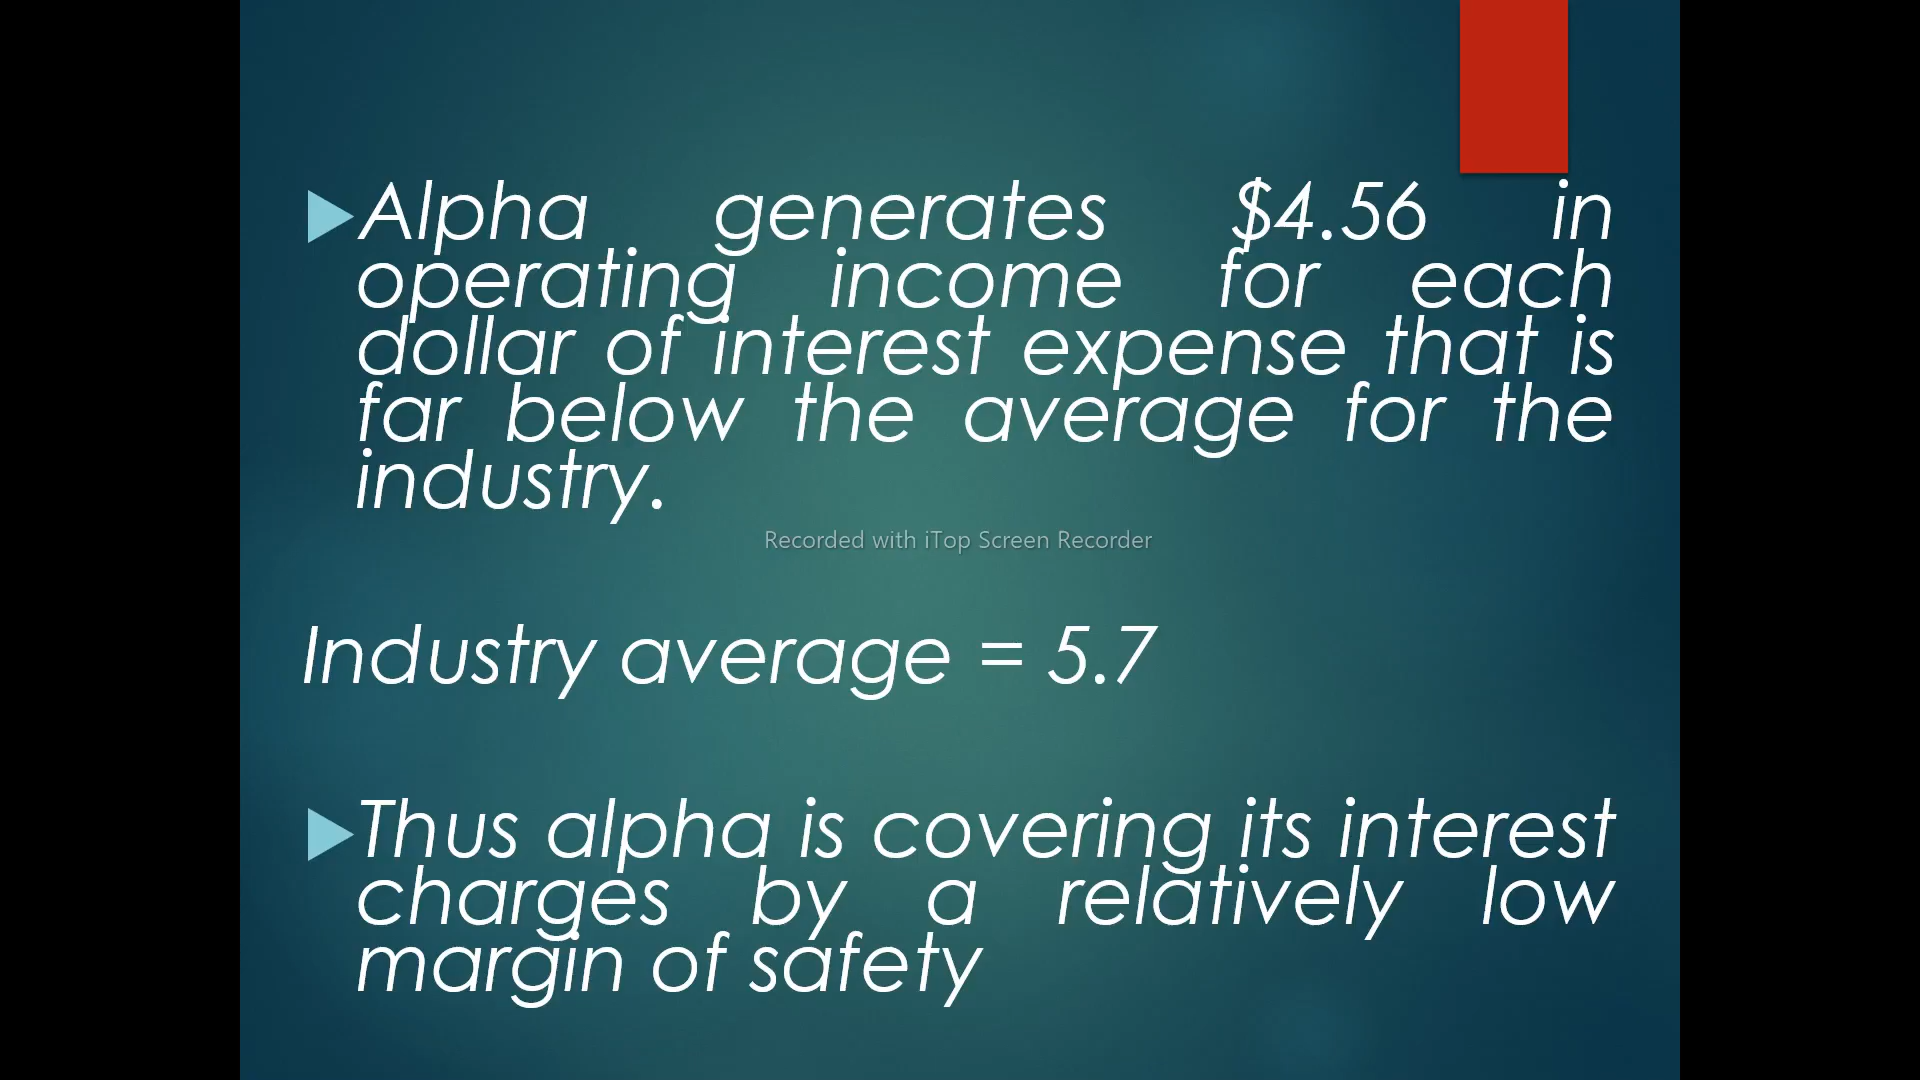 Alpha generates $4.56 in
operating income for each
dollar of interest expense that is
far below the average for the
industry.
Recorded with iTop Screen Recorder
Industry average = 5.7
Thus alpha is covering its interest
charges by a relatively low
margin of safety